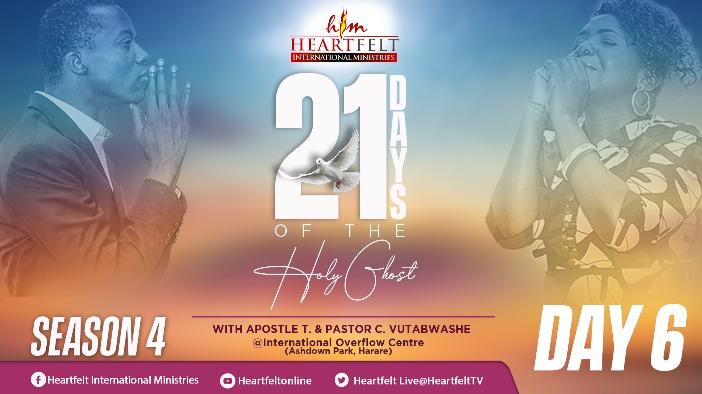 hfm
HEARTFELT
INTERNATIONAL MINISTRIES
21
DAYS
OF THE
Holy Ghost
SEASON 4
WITH APOSTLE T. & PASTOR C. VUTABWASHE
@International Overflow Centre
(Ashdown Park, Harare)
DAY 6
Heartfelt International Ministries
Heartfeltonline
Heartfelt Live@HeartfeltTV